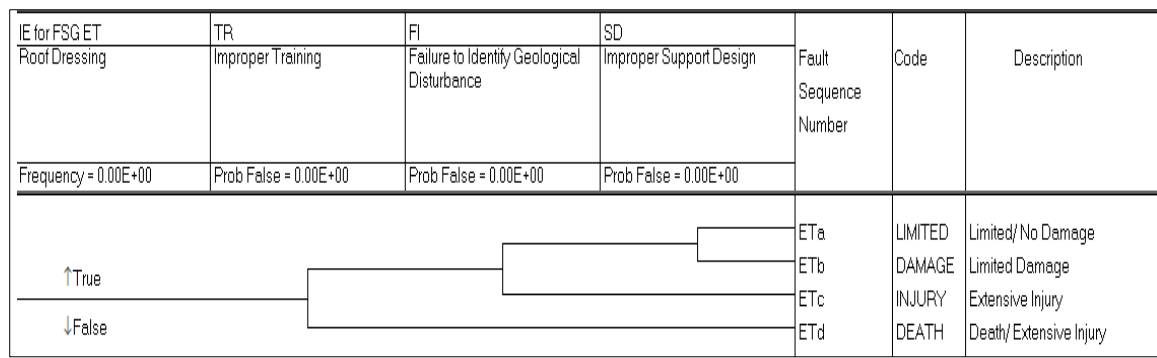 IE for FSG ET
TR
FI
SD
Roof Dressing
Improper Training
Failure to Identify Geological
Disturbance
Improper Support Design
Fault
Sequence
Number
Code
Description
Frequency = 0.00E+00
Prob False = 0.00E+00
Prob False = 0.00E+00
Prob False = 0.00E+00
ETa LIMITED Limited/ No Damage
ETb DAMAGE Limited Damage
↑True
ETc INJURY Extensive Injury
↓False
ETd DEATH Death/ Extensive Injury